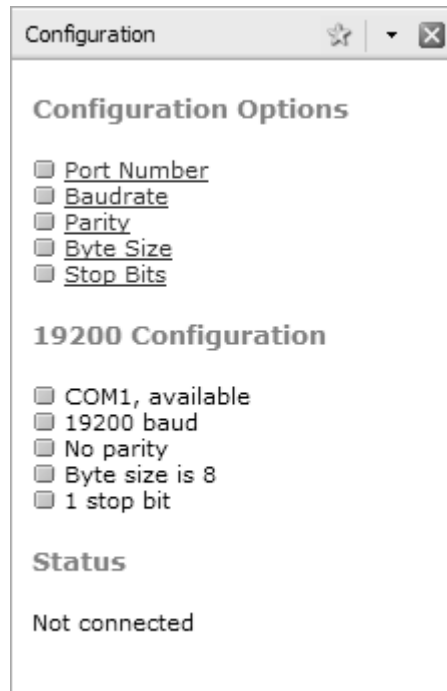 Configuration
Configuration Options
Port Number
Baudrate
Parity
Byte Size
Stop Bits
19200 Configuration
COM1, available
19200 baud
No parity
Byte size is 8
1 stop bit
Status
Not connected